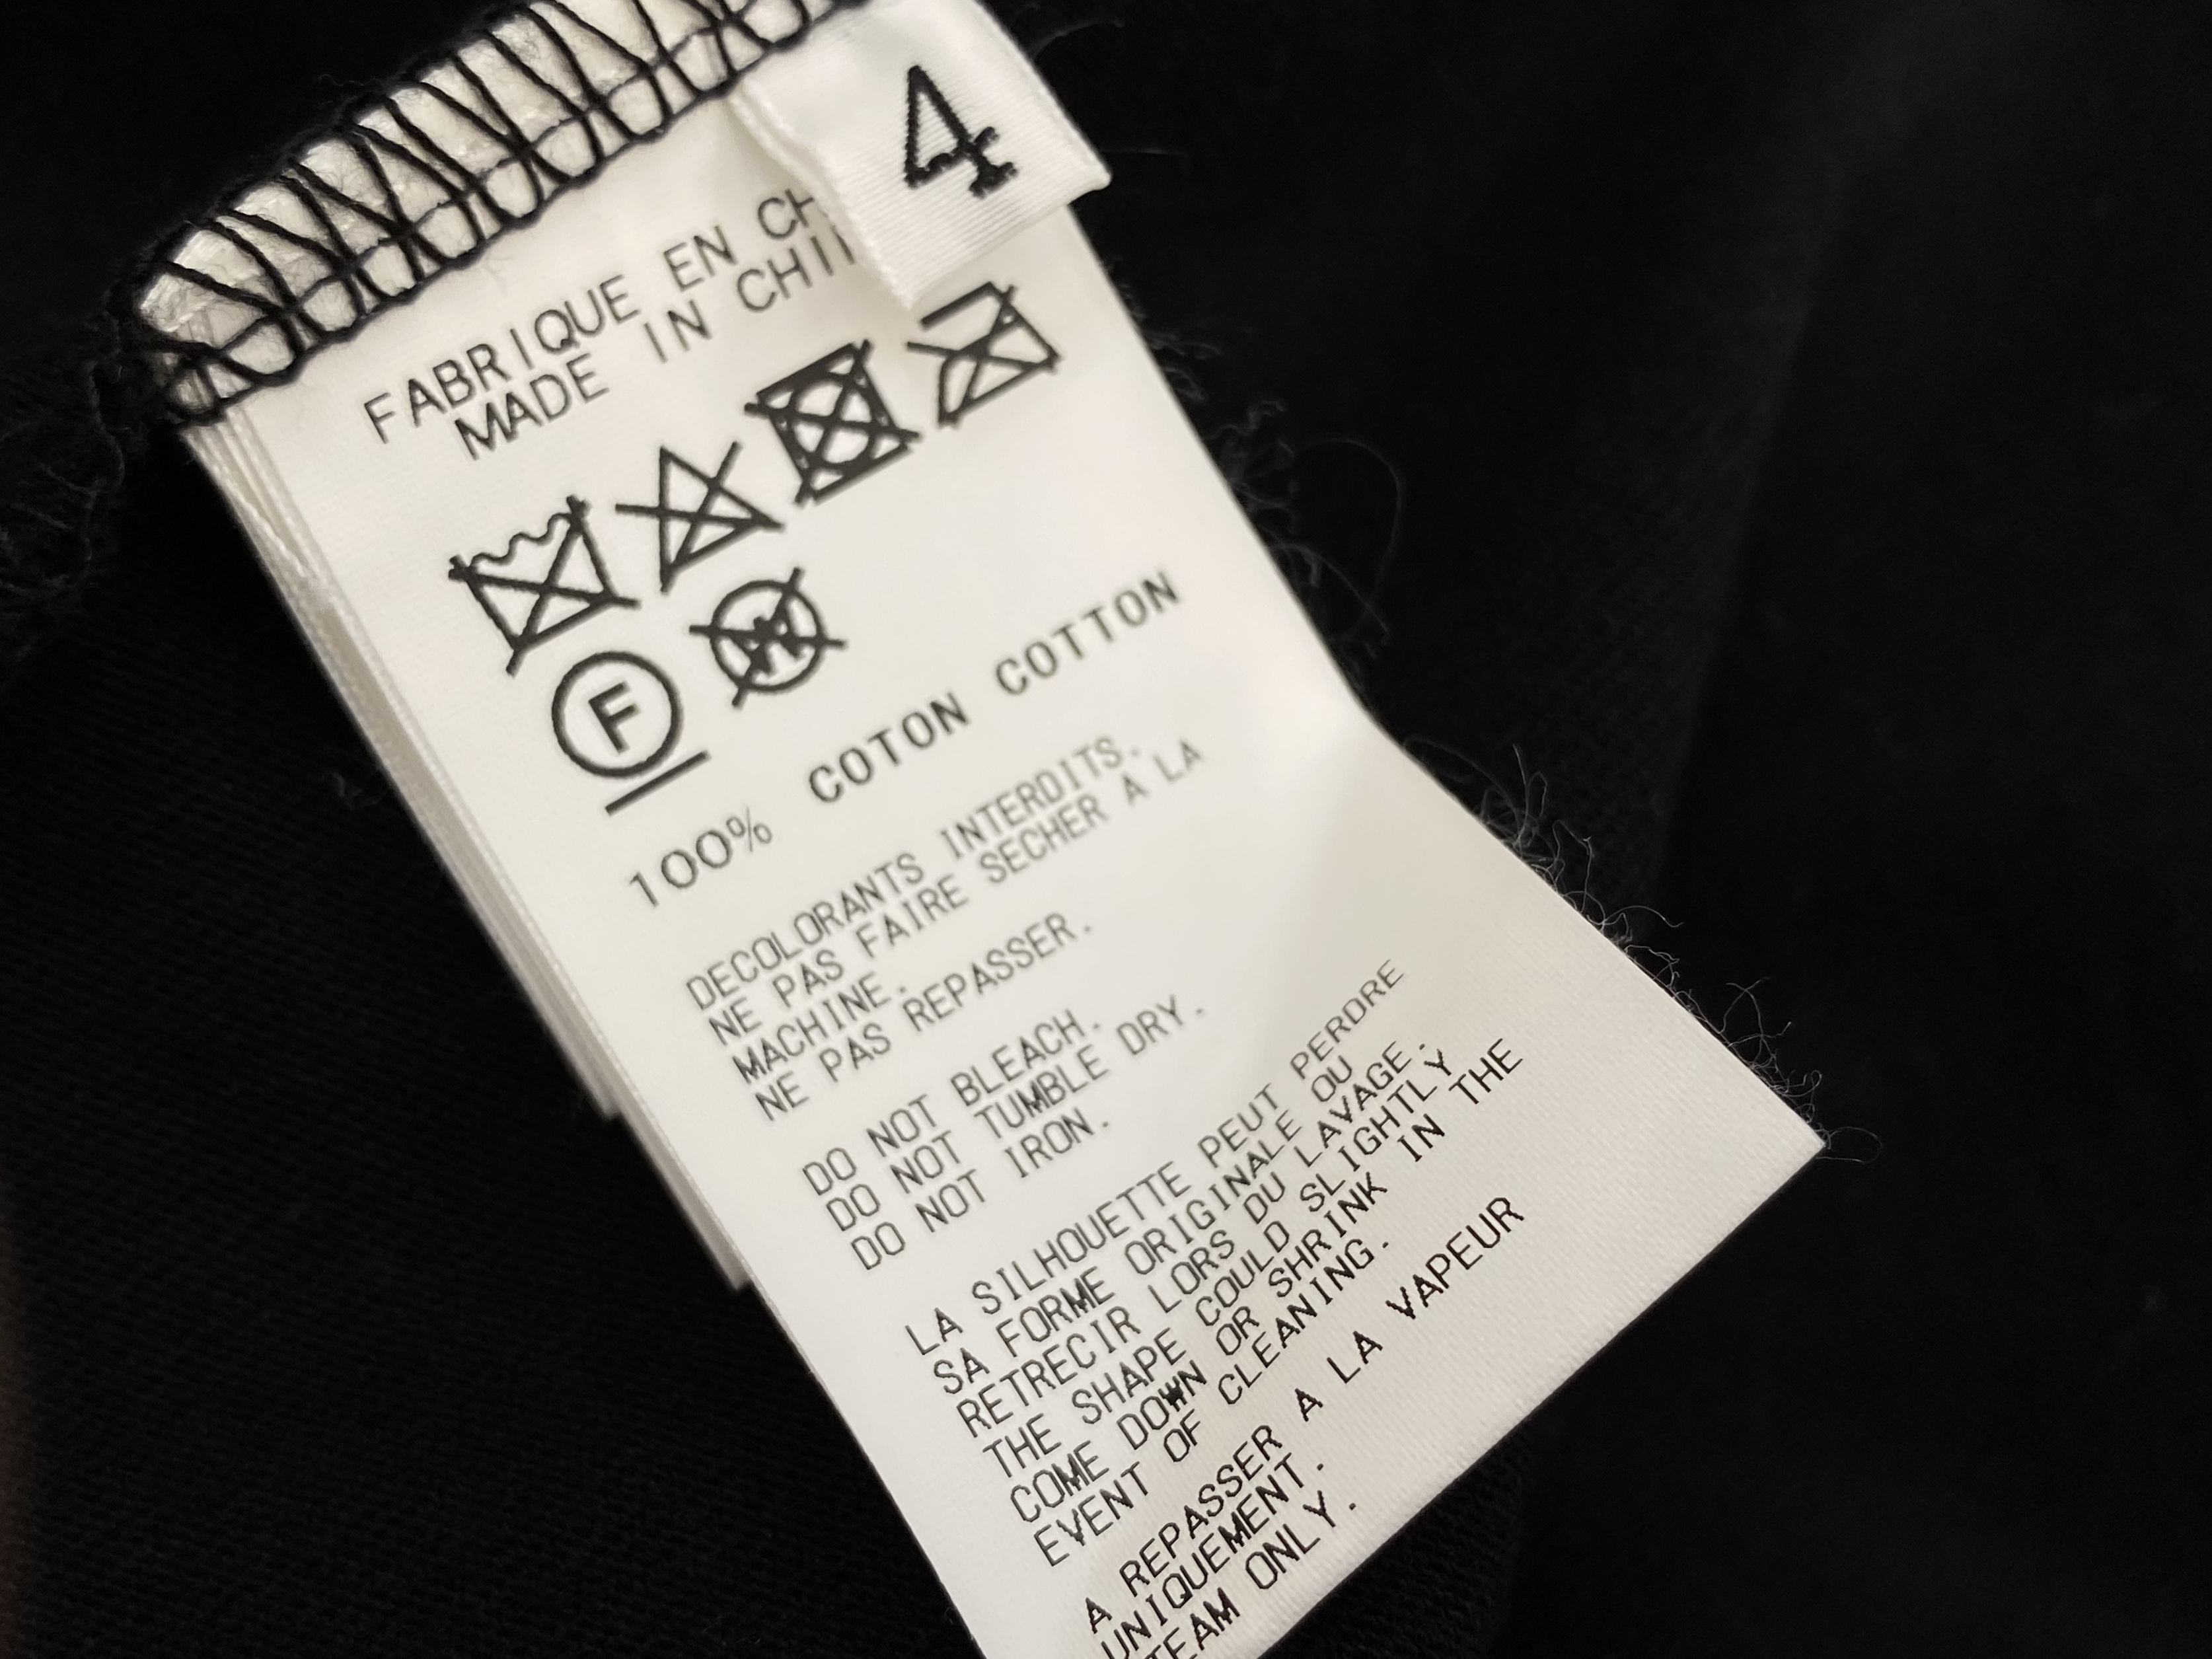 4
FABRIQUE EN CH
MADE IN CHI
F W
100% COTON COTTON
DECOLORANTS INTERDITS.
NE PAS FAIRE SECHER A LA
MACHINE.
NE PAS REPASSER.
DO NOT BLEACH.
DO NOT TUMBLE DRY.
DO NOT IRON.
LA SILHOUETTE PEUT PERDRE
SA FORME ORIGINALE OU
RETRECIR LORS DU LAVAGE.
THE SHAPE COULD SLIGHTLY
COME DOWN OR SHRINK IN THE
EVENT OF CLEANING.
A REPASSER A LA VAPEUR
UNIQUEMENT.
TEAM ONLY.